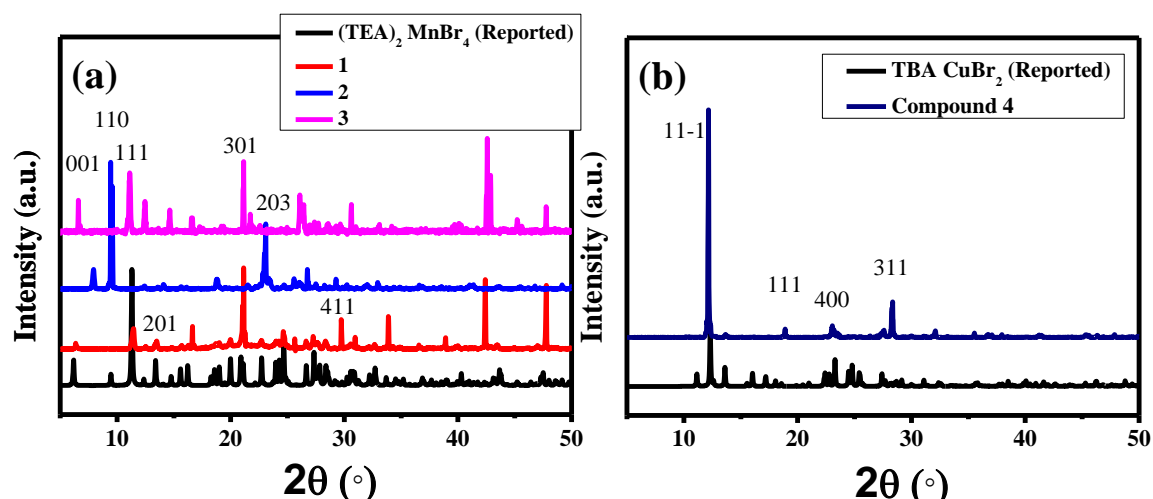 (TEA)₂ MnBr₄ (Reported)
1
2
3
(a)
110
001
111
301
203
201
411
Intensity (a.u.)
10
20
30
40
50
2θ (°)
TBA CuBr₂ (Reported)
Compound 4
(b)
11-1
111
400
311
Intensity (a.u.)
10
20
30
40
50
2θ (°)